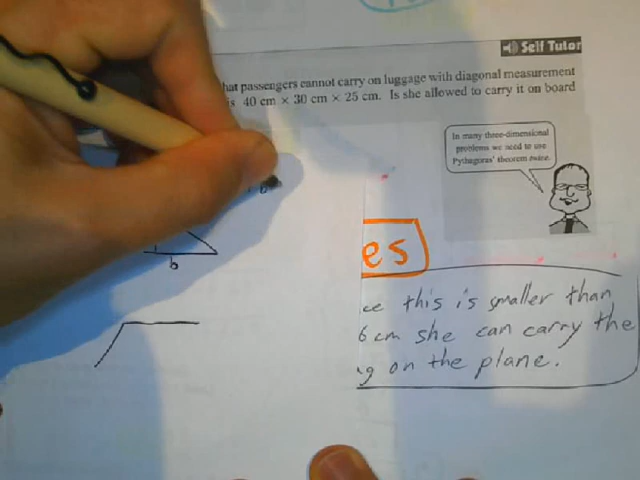 Self Tutor
hat passengers cannot carry on luggage with diagonal measurement
is 40 cm × 30 cm × 25 cm. Is she allowed to carry it on board
In many three-dimensional
problems we need to use
Pythagoras' theorem twice.
b
es
ce this is smaller than
6 cm she can carry the
g on the plane.